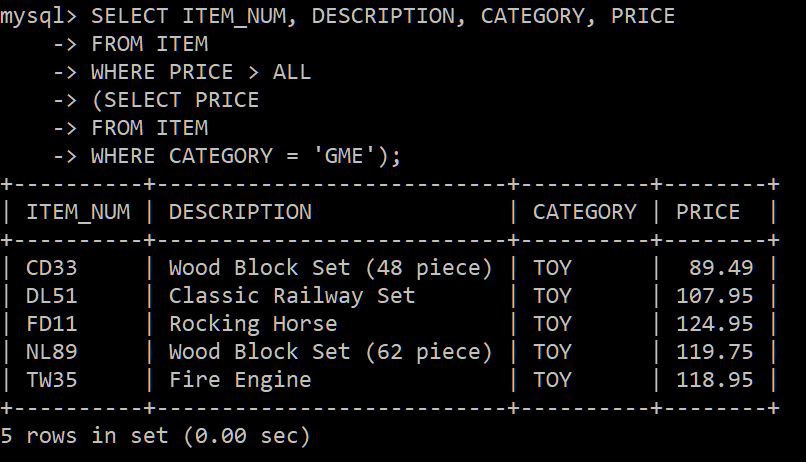 mysql> SELECT ITEM_NUM, DESCRIPTION, CATEGORY, PRICE
    -> FROM ITEM
    -> WHERE PRICE > ALL
    -> (SELECT PRICE
    -> FROM ITEM
    -> WHERE CATEGORY = 'GME');
+----------+---------------------------+----------+--------+
| ITEM_NUM | DESCRIPTION               | CATEGORY | PRICE  |
+----------+---------------------------+----------+--------+
| CD33     | Wood Block Set (48 piece) | TOY      |  89.49 |
| DL51     | Classic Railway Set       | TOY      | 107.95 |
| FD11     | Rocking Horse             | TOY      | 124.95 |
| NL89     | Wood Block Set (62 piece) | TOY      | 119.75 |
| TW35     | Fire Engine               | TOY      | 118.95 |
+----------+---------------------------+----------+--------+
5 rows in set (0.00 sec)